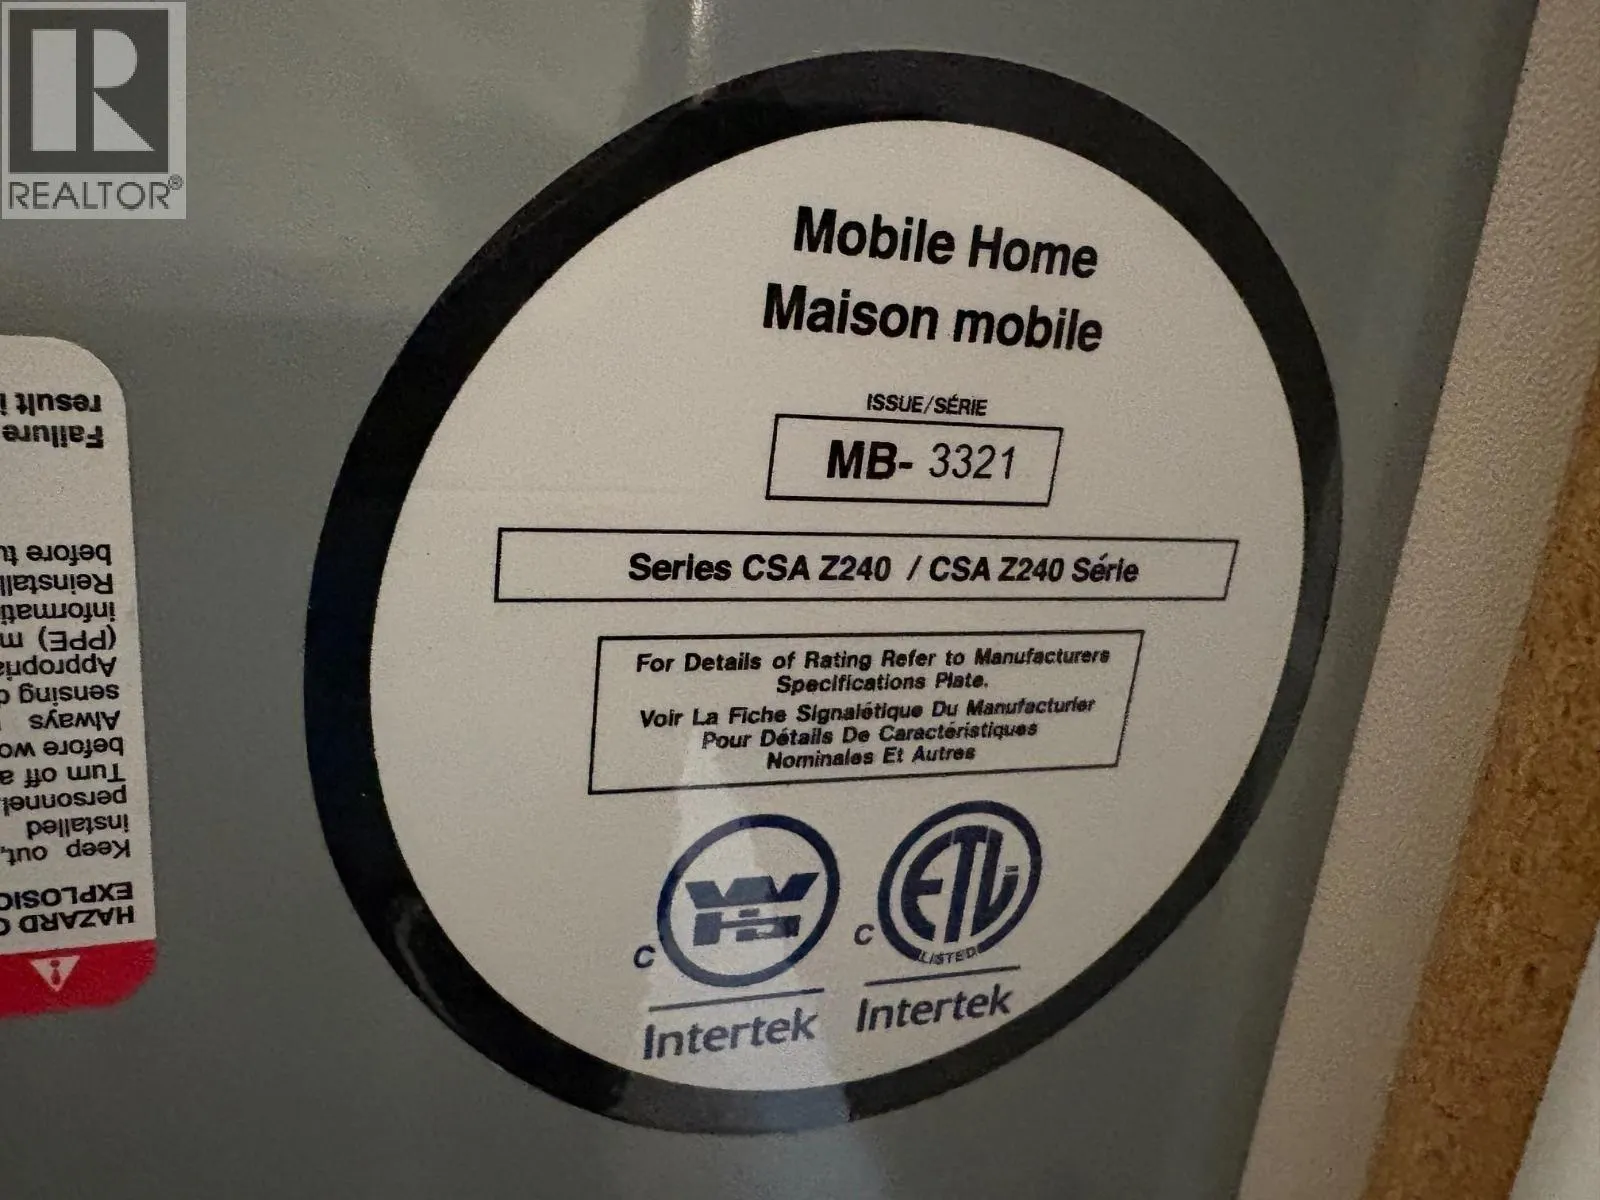 REALTOR®
Mobile Home
Maison mobile
ISSUE/SÉRIE
MB- 3321
Series CSA Z240 / CSA Z240 Série
For Details of Rating Refer to Manufacturers
Specifications Plate.
Voir La Fiche Signalétique Du Manufacturier
Pour Détails De Caractéristiques
Nominales Et Autres
C WH
Intertek
C ETL
LISTED
Intertek
HAZARD
Keep out,
installed
personnel
Turn off
before
Always
sensing
(PPE)
before
Failure
result